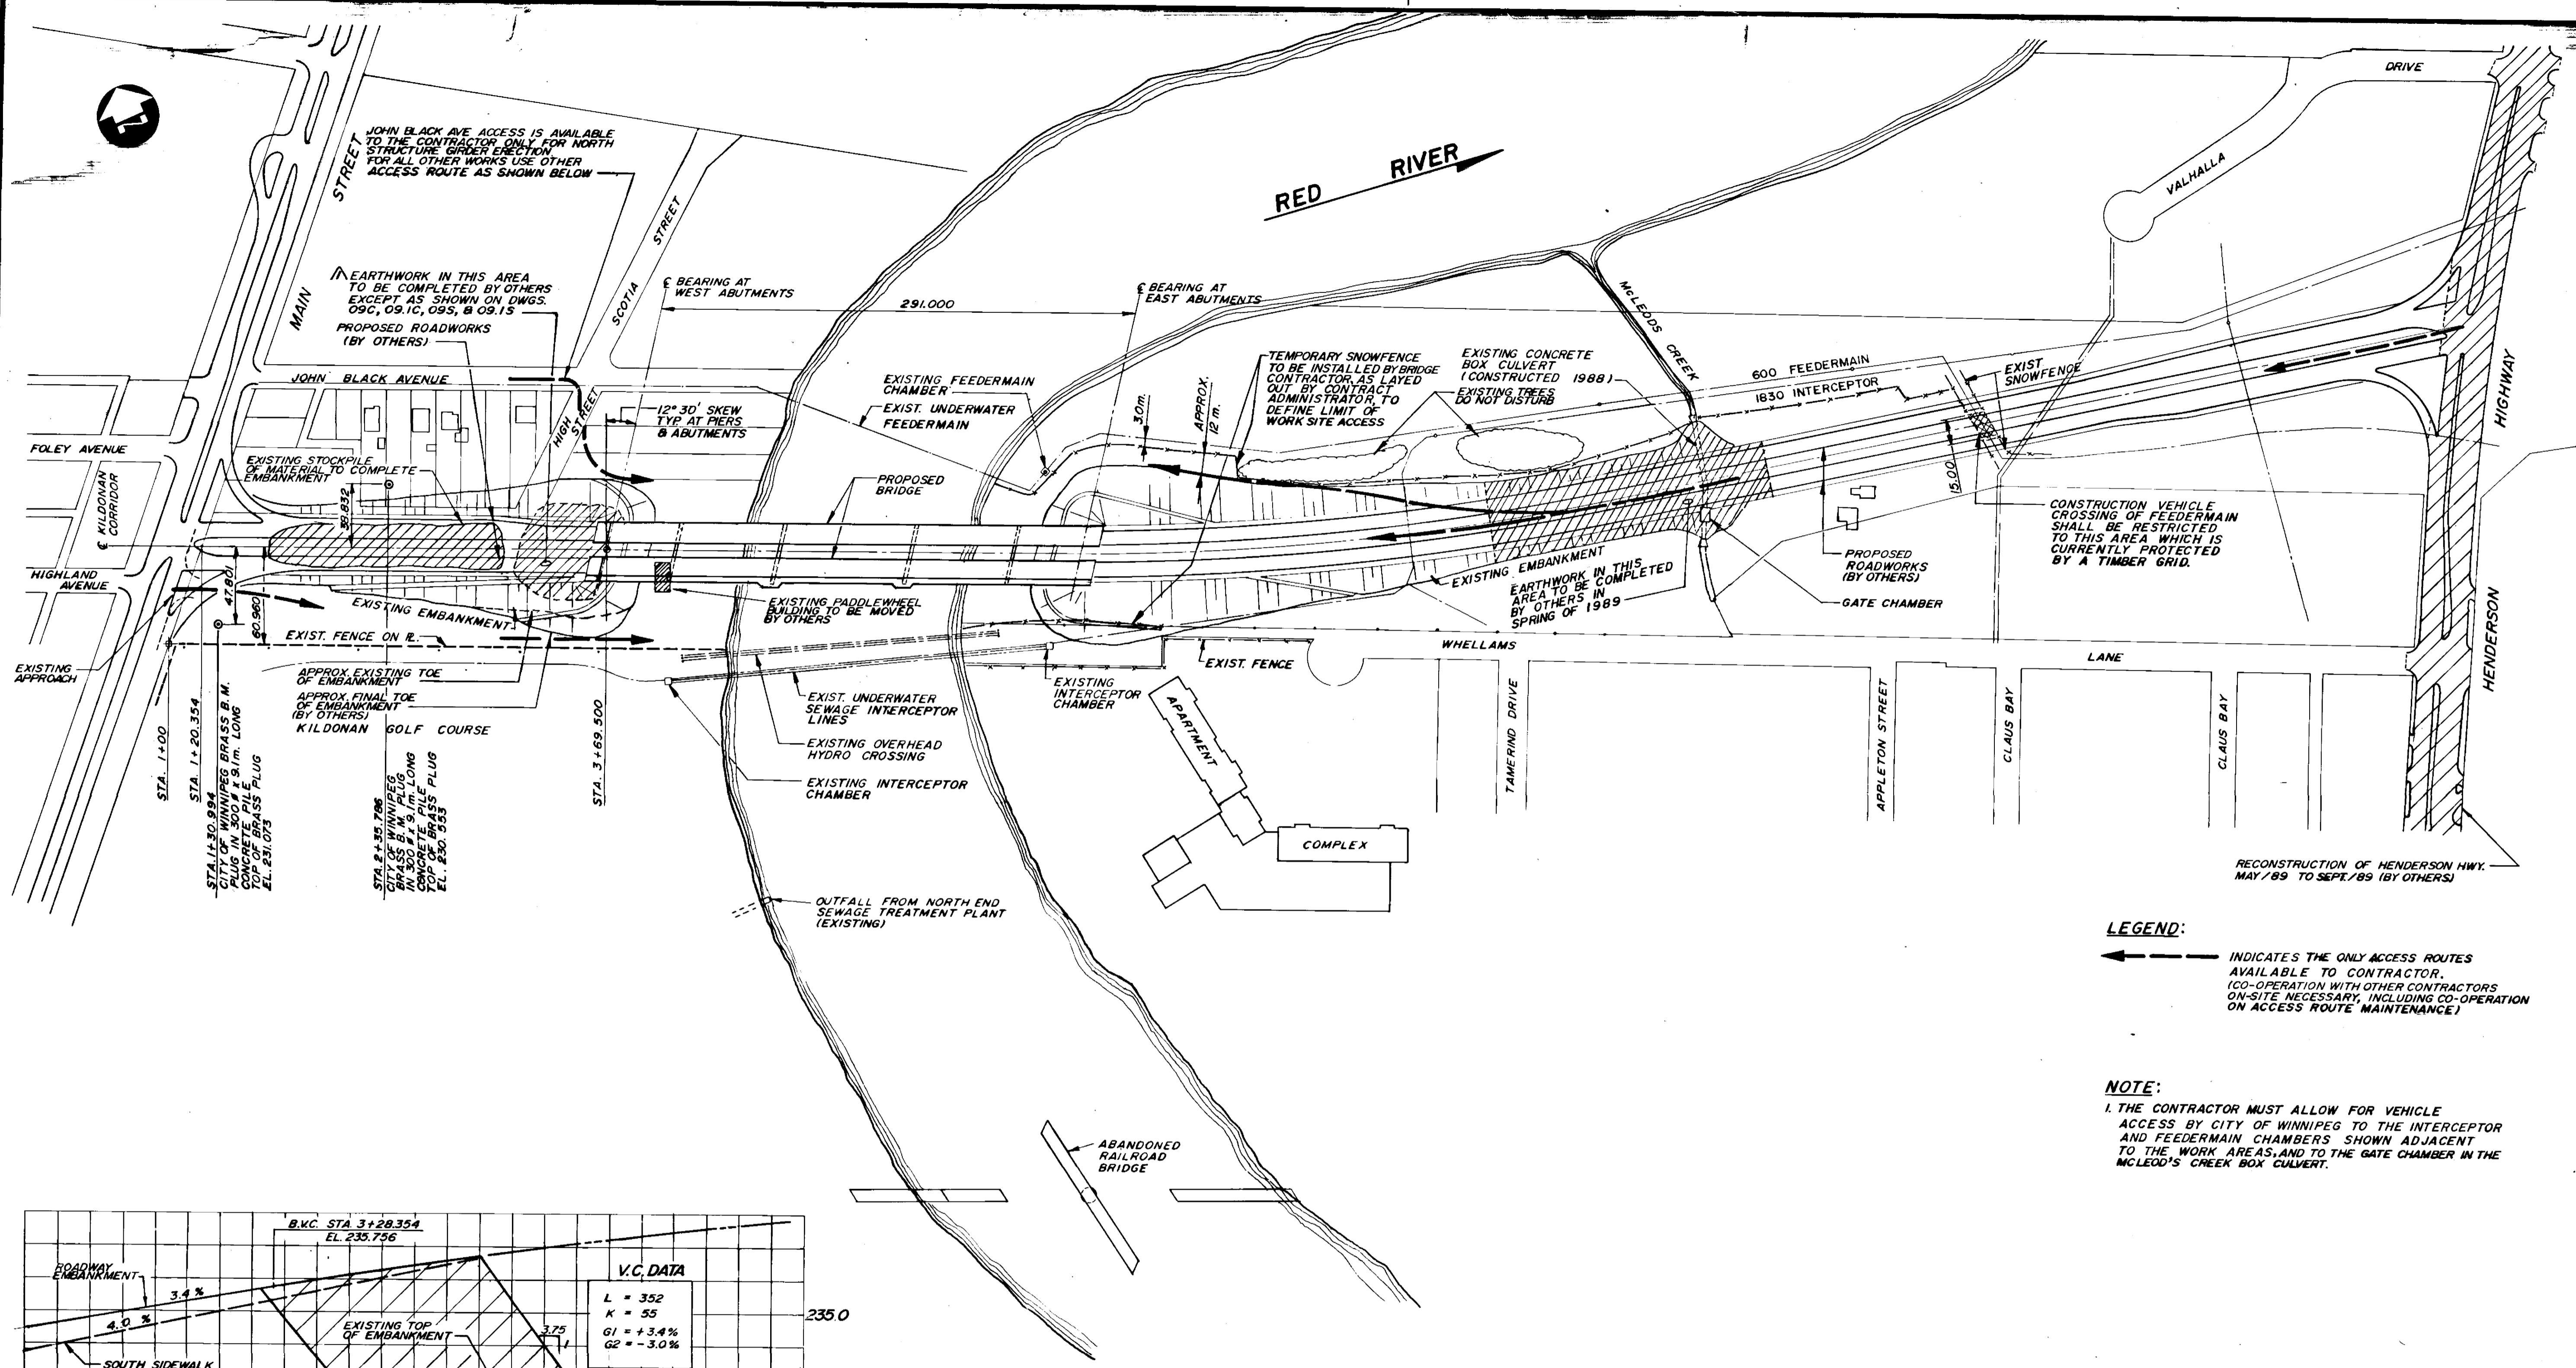 JOHN BLACK AVE ACCESS IS AVAILABLE
TO THE CONTRACTOR ONLY FOR NORTH
STRUCTURE GIRDER ERECTION
FOR ALL OTHER WORKS USE OTHER
ACCESS ROUTE AS SHOWN BELOW
MAIN STREET
SCOTIA STREET
EARTHWORK IN THIS AREA
TO BE COMPLETED BY OTHERS
EXCEPT AS SHOWN ON DWGS.
09C, 09.1C, 09S, & 09.1S
PROPOSED ROADWORKS
(BY OTHERS)
JOHN BLACK AVENUE
HIGH STREET
FOLEY AVENUE
℄ KILDONAN
CORRIDOR
HIGHLAND
AVENUE
EXISTING STOCKPILE
OF MATERIAL TO COMPLETE
EMBANKMENT
39.832
47.801
60.960
12° 30' SKEW
TYP. AT PIERS
& ABUTMENTS
℄ BEARING AT
WEST ABUTMENTS
291.000
℄ BEARING AT
EAST ABUTMENTS
RED RIVER
EXISTING FEEDERMAIN
CHAMBER
EXIST. UNDERWATER
FEEDERMAIN
PROPOSED
BRIDGE
3.0m.
APPROX.
12 m.
TEMPORARY SNOWFENCE
TO BE INSTALLED BY BRIDGE
CONTRACTOR, AS LAYED
OUT BY CONTRACT
ADMINISTRATOR, TO
DEFINE LIMIT OF
WORK SITE ACCESS
EXISTING CONCRETE
BOX CULVERT
(CONSTRUCTED 1988)
EXISTING TREES
DO NOT DISTURB
McLEODS CREEK
600 FEEDERMAIN
1830 INTERCEPTOR
EXIST
SNOWFENCE
15.00
DRIVE
VALHALLA
HENDERSON HIGHWAY
CONSTRUCTION VEHICLE
CROSSING OF FEEDERMAIN
SHALL BE RESTRICTED
TO THIS AREA WHICH IS
CURRENTLY PROTECTED
BY A TIMBER GRID.
PROPOSED
ROADWORKS
(BY OTHERS)
GATE CHAMBER
EXISTING EMBANKMENT
EARTHWORK IN THIS
AREA TO BE COMPLETED
BY OTHERS IN
SPRING OF 1989
EXISTING PADDLEWHEEL
BUILDING TO BE MOVED
BY OTHERS
EXISTING EMBANKMENT
EXIST. FENCE ON ℄.
EXISTING
APPROACH
APPROX. EXISTING TOE
OF EMBANKMENT
APPROX. FINAL TOE
OF EMBANKMENT
(BY OTHERS)
KILDONAN GOLF COURSE
STA. 1+00
STA. 1+20.354
STA. 1+30.994
CITY OF WINNIPEG BRASS B.M.
PLUG IN 300 ø x 9.1m. LONG
CONCRETE PILE
TOP OF BRASS PLUG
EL. 231.073
STA. 2+35.786
CITY OF WINNIPEG
BRASS B.M. PLUG
IN 300 ø x 9.1m. LONG
CONCRETE PILE
TOP OF BRASS PLUG
EL. 230.553
STA. 3+69.500
EXIST. UNDERWATER
SEWAGE INTERCEPTOR
LINES
EXISTING OVERHEAD
HYDRO CROSSING
EXISTING INTERCEPTOR
CHAMBER
EXISTING
INTERCEPTOR
CHAMBER
EXIST. FENCE
WHELLAMS LANE
APARTMENT
COMPLEX
TAMERIND DRIVE
APPLETON STREET
CLAUS BAY
CLAUS BAY
OUTFALL FROM NORTH END
SEWAGE TREATMENT PLANT
(EXISTING)
RECONSTRUCTION OF HENDERSON HWY.
MAY/89 TO SEPT./89 (BY OTHERS)
LEGEND:
INDICATES THE ONLY ACCESS ROUTES
AVAILABLE TO CONTRACTOR.
(CO-OPERATION WITH OTHER CONTRACTORS
ON-SITE NECESSARY, INCLUDING CO-OPERATION
ON ACCESS ROUTE MAINTENANCE)
NOTE:
1. THE CONTRACTOR MUST ALLOW FOR VEHICLE
ACCESS BY CITY OF WINNIPEG TO THE INTERCEPTOR
AND FEEDERMAIN CHAMBERS SHOWN ADJACENT
TO THE WORK AREAS, AND TO THE GATE CHAMBER IN THE
MCLEOD'S CREEK BOX CULVERT.
ABANDONED
RAILROAD
BRIDGE
B.V.C. STA. 3+28.354
EL. 235.756
ROADWAY
EMBANKMENT
3.4 %
4.0 %
EXISTING TOP
OF EMBANKMENT
3.75
1
SOUTH SIDEWALK
V.C. DATA
L = 352
K = 55
G1 = +3.4%
G2 = -3.0%
235.0